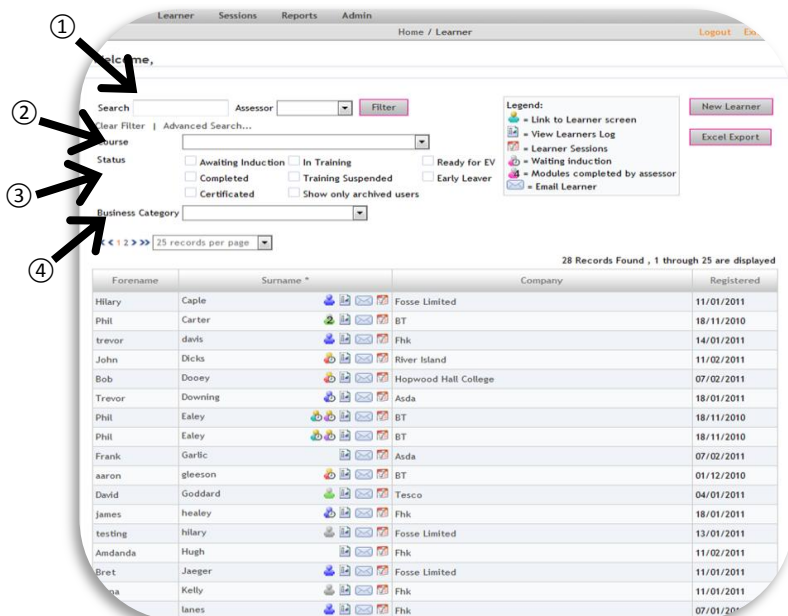 Learner Sessions Reports Admin
①
Home / Learner Logout
②
Search Assessor Filter
Clear Filter | Advanced Search...
Course
③
Status Awaiting Induction In Training Ready for EV
Completed Training Suspended Early Leaver
Certificated Show only archived users
④
Business Category
< < 1 2 > >> 25 records per page
Legend:
= Link to Learner screen
= View Learners Log
= Learner Sessions
= Waiting induction
= Modules completed by assessor
= Email Learner
New Learner
Excel Export
28 Records Found , 1 through 25 are displayed
Forename Surname * Company Registered
Hilary Caple Fosse Limited 11/01/2011
Phil Carter 2 BT 18/11/2010
trevor davis Fhk 14/01/2011
John Dicks River Island 11/02/2011
Bob Dooey Hopwood Hall College 07/02/2011
Trevor Downing Asda 18/01/2011
Phil Ealey BT 18/11/2010
Phil Ealey BT 18/11/2010
Frank Garlic Asda 07/02/2011
aaron gleeson BT 01/12/2010
David Goddard Tesco 04/01/2011
james healey Fhk 18/01/2011
testing hilary Fosse Limited 13/01/2011
Amdanda Hugh Fhk 11/02/2011
Bret Jaeger Fosse Limited 11/01/2011
Kelly Fhk 11/01/2011
lanes Fhk